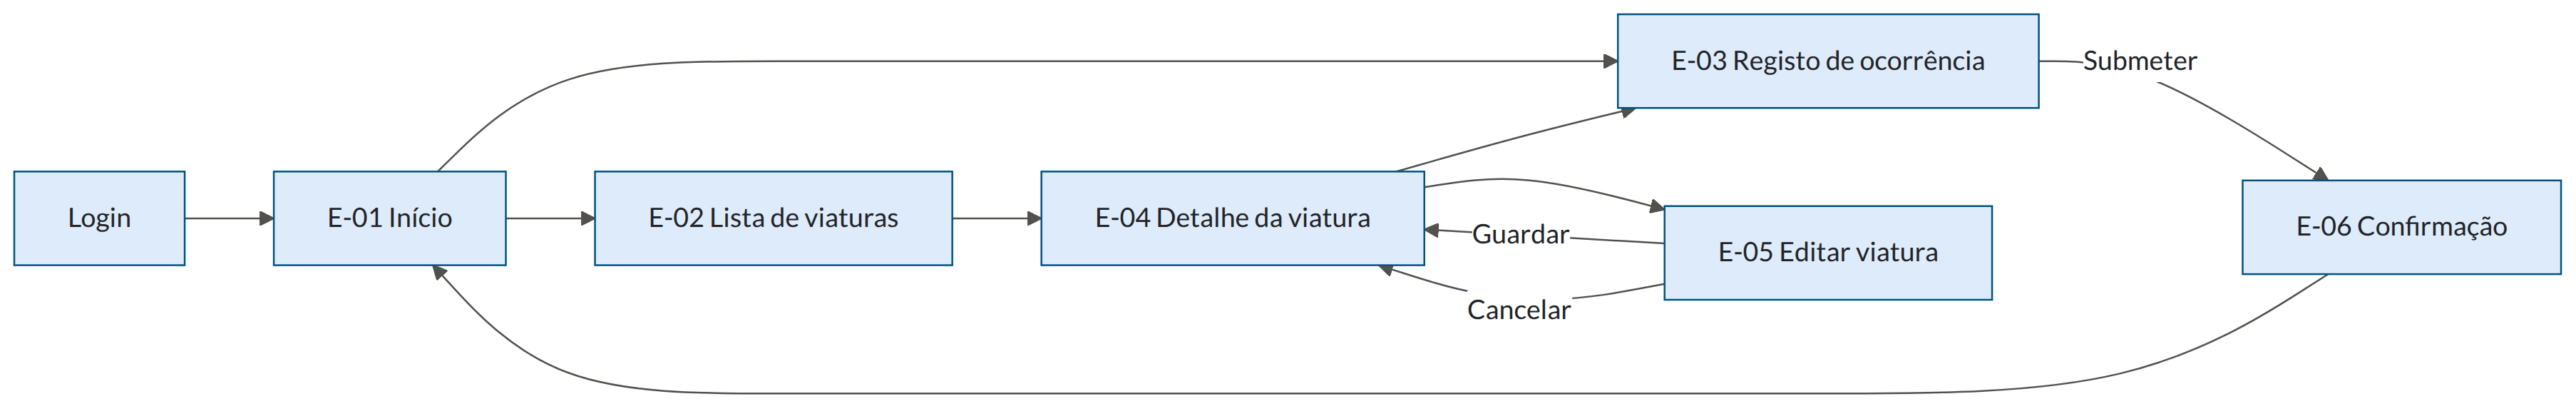 E-03 Registo de ocorrência
Submeter
Login
E-01 Início
E-02 Lista de viaturas
E-04 Detalhe da viatura
Guardar
Cancelar
E-05 Editar viatura
E-06 Confirmação